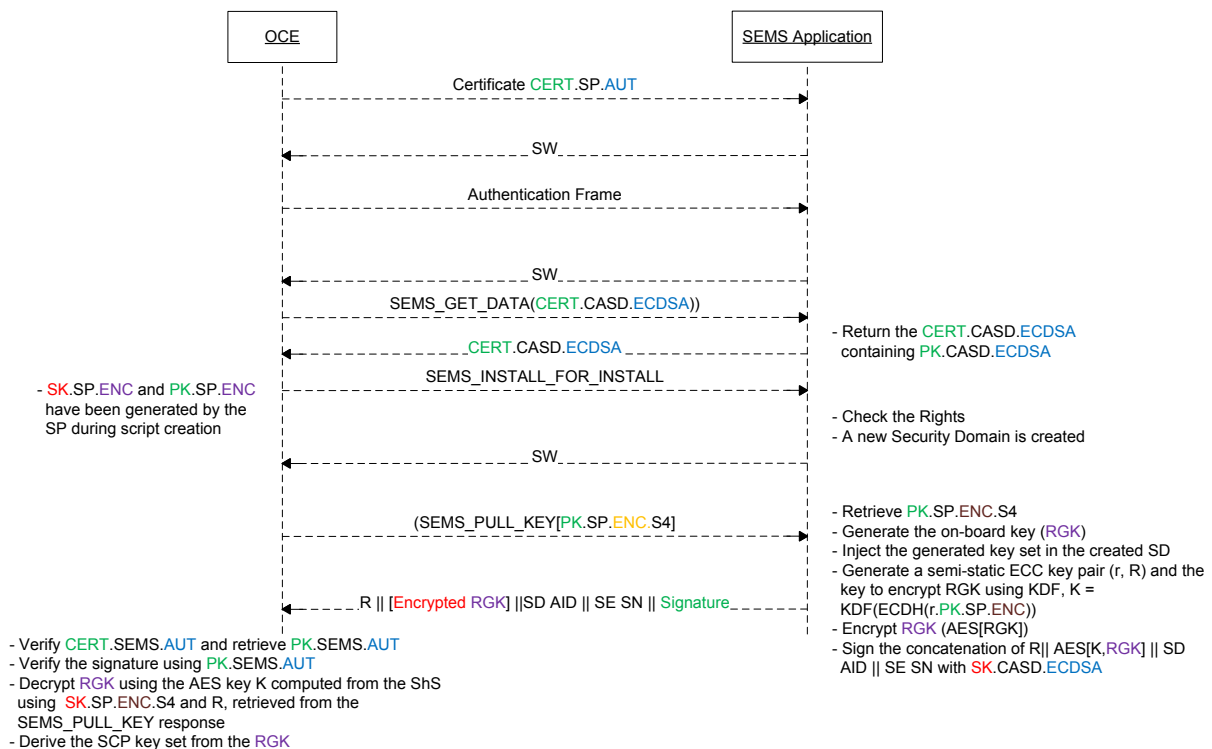 OCE
SEMS Application
Certificate CERT.SP.AUT
SW
Authentication Frame
SW
SEMS_GET_DATA(CERT.CASD.ECDSA))
- Return the CERT.CASD.ECDSA
containing PK.CASD.ECDSA
CERT.CASD.ECDSA
SEMS_INSTALL_FOR_INSTALL
- SK.SP.ENC and PK.SP.ENC
have been generated by the
SP during script creation
- Check the Rights
- A new Security Domain is created
SW
(SEMS_PULL_KEY[PK.SP.ENC.S4]
- Retrieve PK.SP.ENC.S4
- Generate the on-board key (RGK)
- Inject the generated key set in the created SD
- Generate a semi-static ECC key pair (r, R) and the
key to encrypt RGK using KDF, K =
KDF(ECDH(r.PK.SP.ENC))
- Encrypt RGK (AES[RGK])
- Sign the concatenation of R|| AES[K,RGK] || SD
AID || SE SN with SK.CASD.ECDSA
R || [Encrypted RGK] ||SD AID || SE SN || Signature
- Verify CERT.SEMS.AUT and retrieve PK.SEMS.AUT
- Verify the signature using PK.SEMS.AUT
- Decrypt RGK using the AES key K computed from the ShS
using SK.SP.ENC.S4 and R, retrieved from the
SEMS_PULL_KEY response
- Derive the SCP key set from the RGK